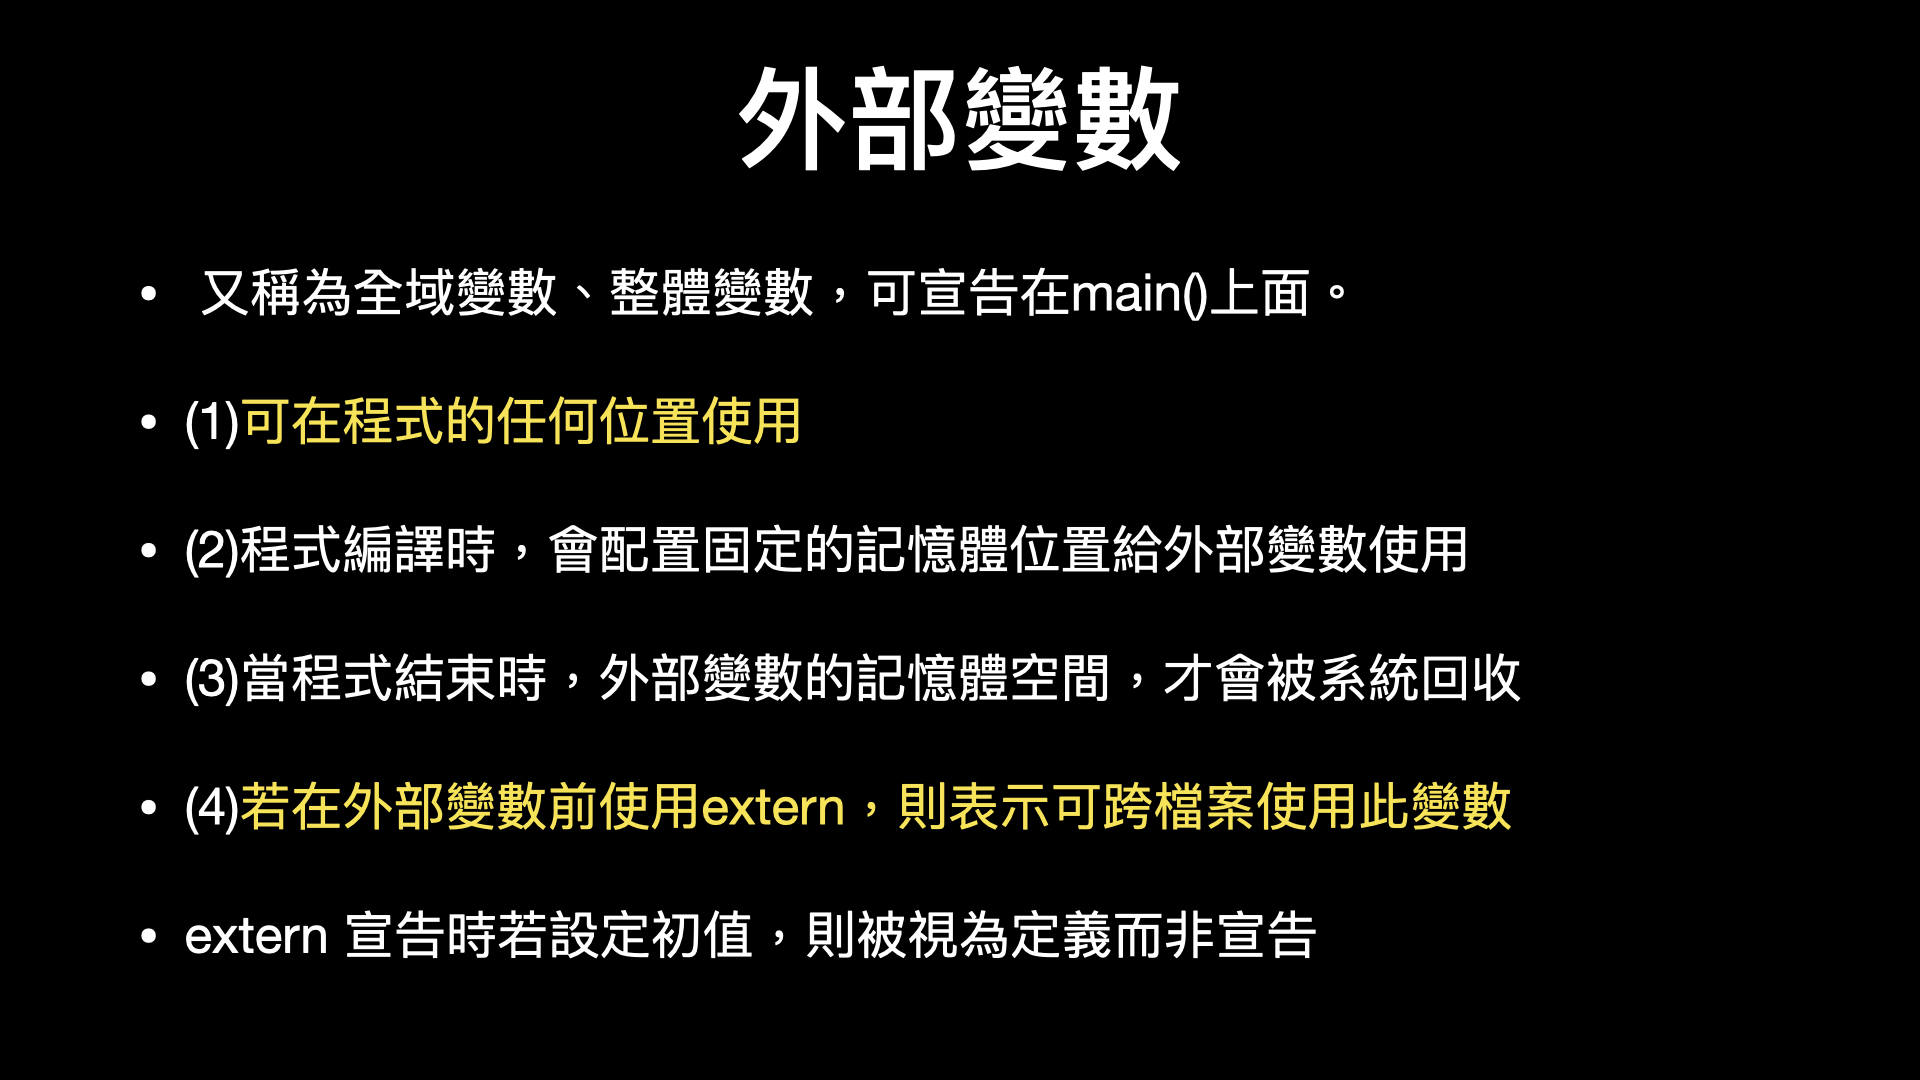 外部變數
• 又稱為全域變數、整體變數，可宣告在main()上面。
• (1)可在程式的任何位置使用
• (2)程式編譯時，會配置固定的記憶體位置給外部變數使用
• (3)當程式結束時，外部變數的記憶體空間，才會被系統回收
• (4)若在外部變數前使用extern，則表示可跨檔案使用此變數
• extern 宣告時若設定初值，則被視為定義而非宣告